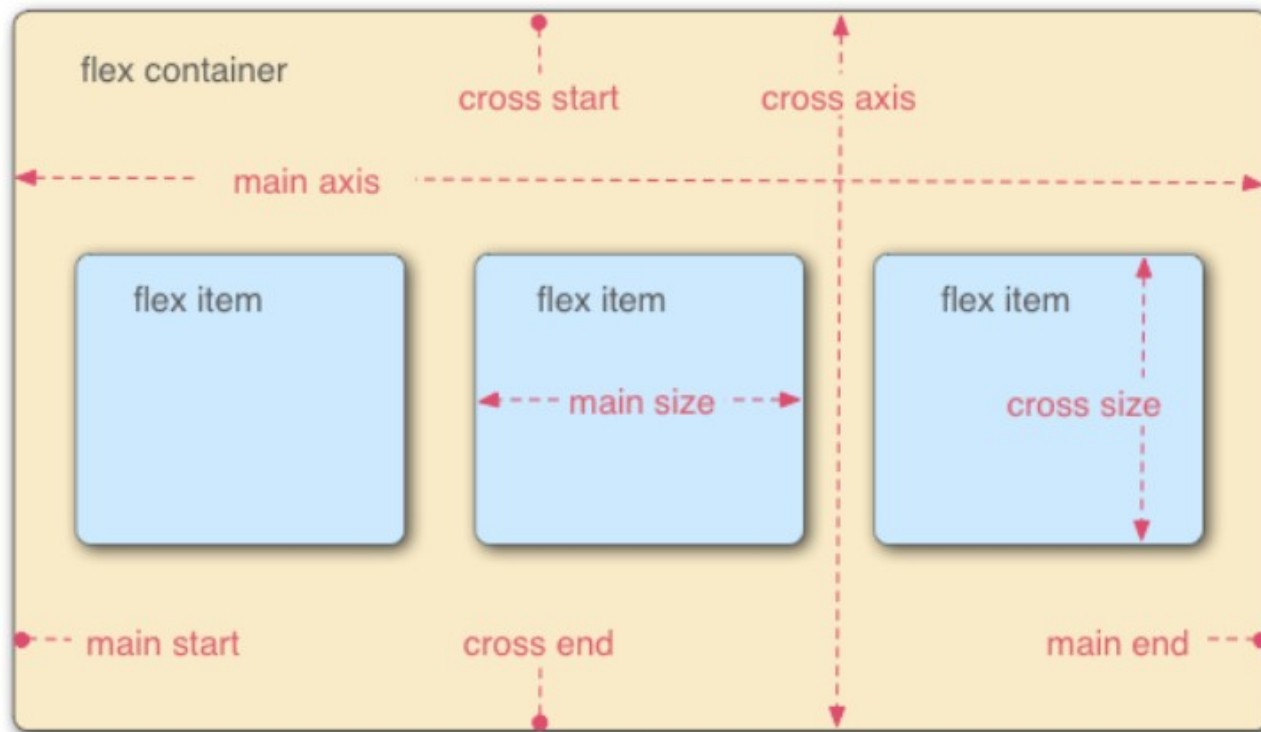 flex container
cross start
cross axis
main axis
flex item
flex item
flex item
main size
cross size
main start
cross end
main end